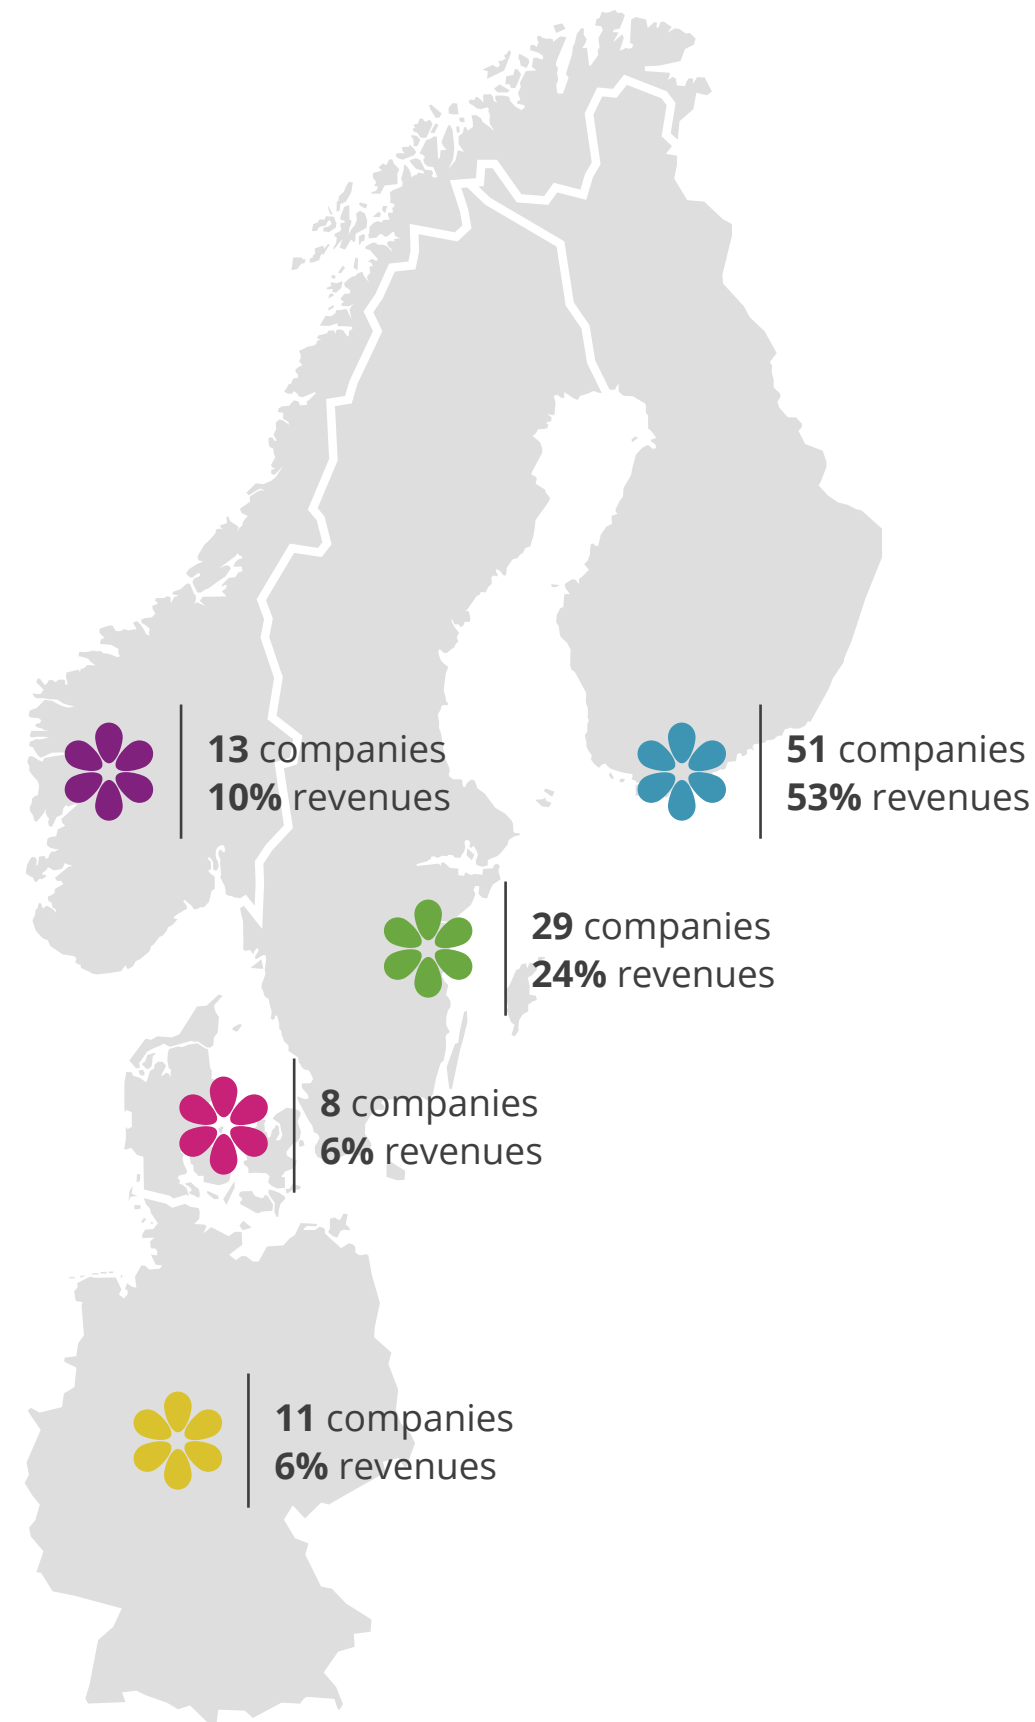 13 companies
10% revenues
51 companies
53% revenues
29 companies
24% revenues
8 companies
6% revenues
11 companies
6% revenues